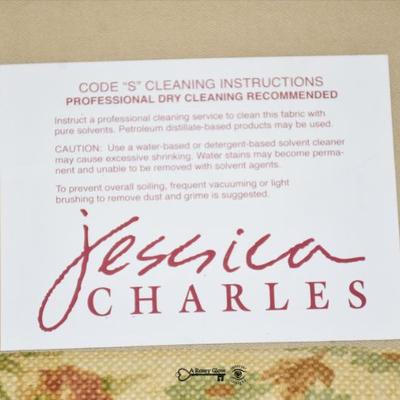 CODE "S" CLEANING INSTRUCTIONS
PROFESSIONAL DRY CLEANING RECOMMENDED
Instruct a professional cleaning service to clean this fabric with
pure solvents. Petroleum distillate-based products may be used.
CAUTION: Use a water-based or detergent-based solvent cleaner
may cause excessive shrinking. Water stains may become perma-
nent and unable to be removed with solvent agents.
To prevent overall soiling, frequent vacuuming or light
brushing to remove dust and grime is suggested.
Jessica
CHARLES
A Rosey Glow